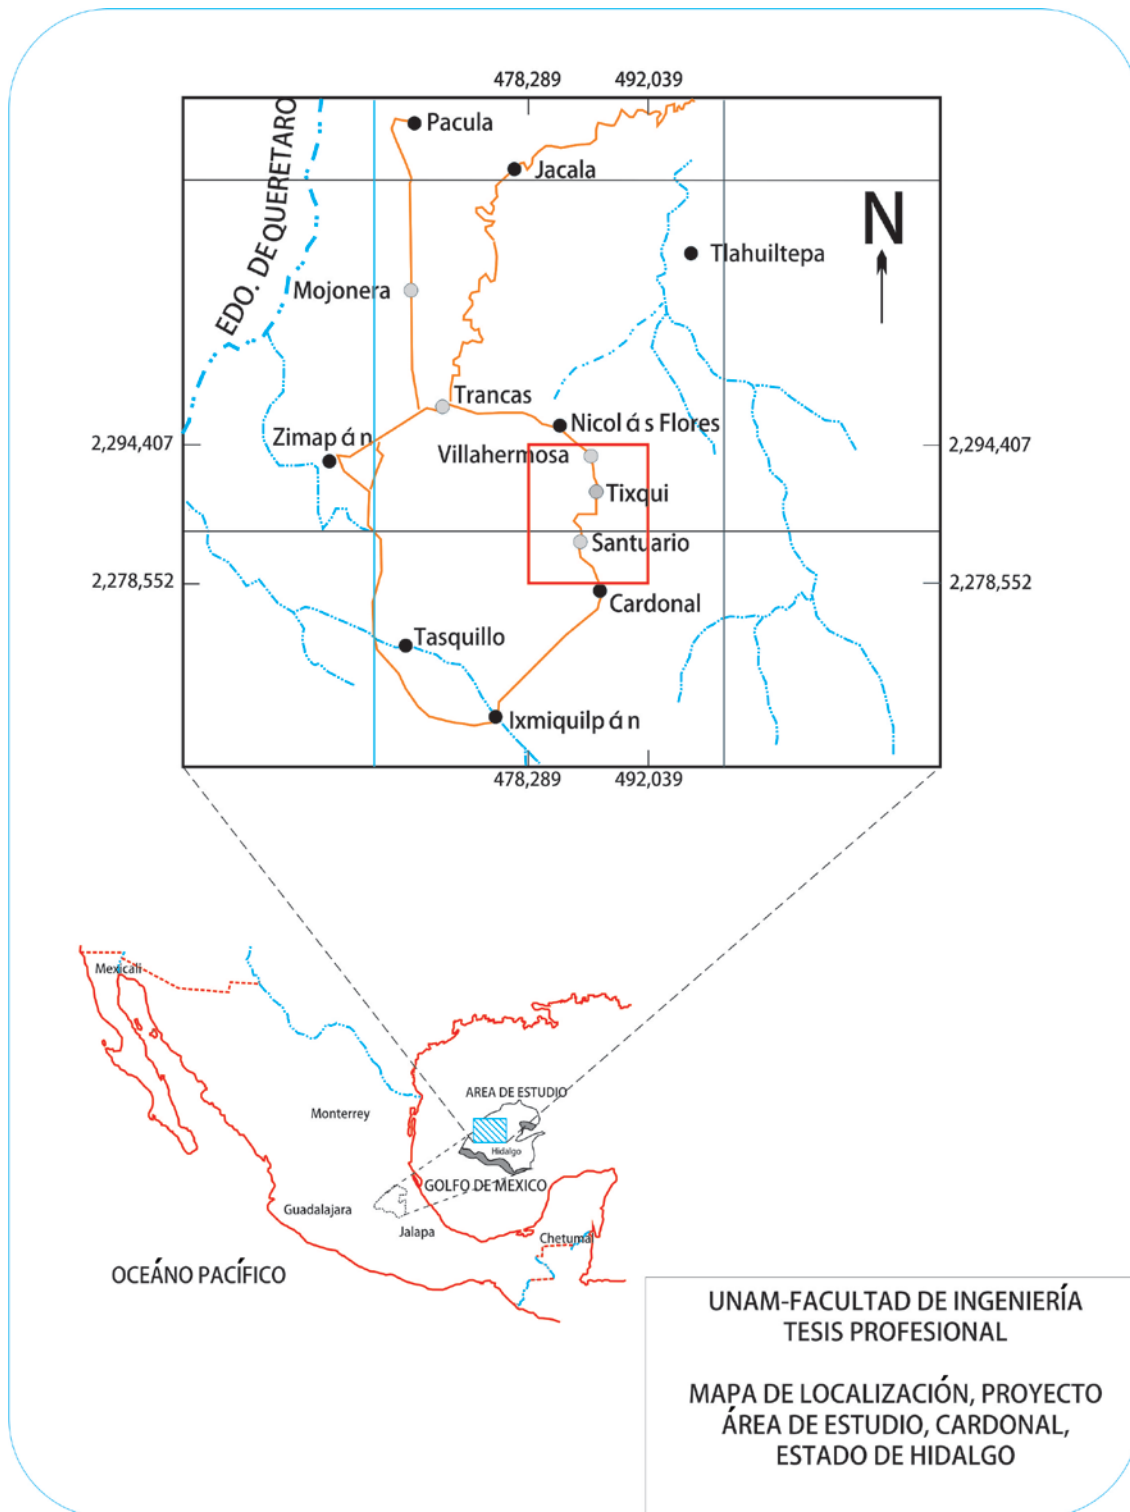 478,289 492,039
Pacula
Jacala
EDO. DE QUERETARO
N
Tlahuiltepa
Mojonera
Trancas
Nicolás Flores
Zimapán
2,294,407 2,294,407
Villahermosa
Tixqui
Santuario
2,278,552 2,278,552
Cardonal
Tasquillo
Ixmiquilpán
478,289 492,039
Mexicali
AREA DE ESTUDIO
Monterrey
Hidalgo
GOLFO DE MEXICO
Guadalajara
Jalapa
Chetumal
OCEÁNO PACÍFICO
UNAM-FACULTAD DE INGENIERÍA
TESIS PROFESIONAL
MAPA DE LOCALIZACIÓN, PROYECTO
ÁREA DE ESTUDIO, CARDONAL,
ESTADO DE HIDALGO